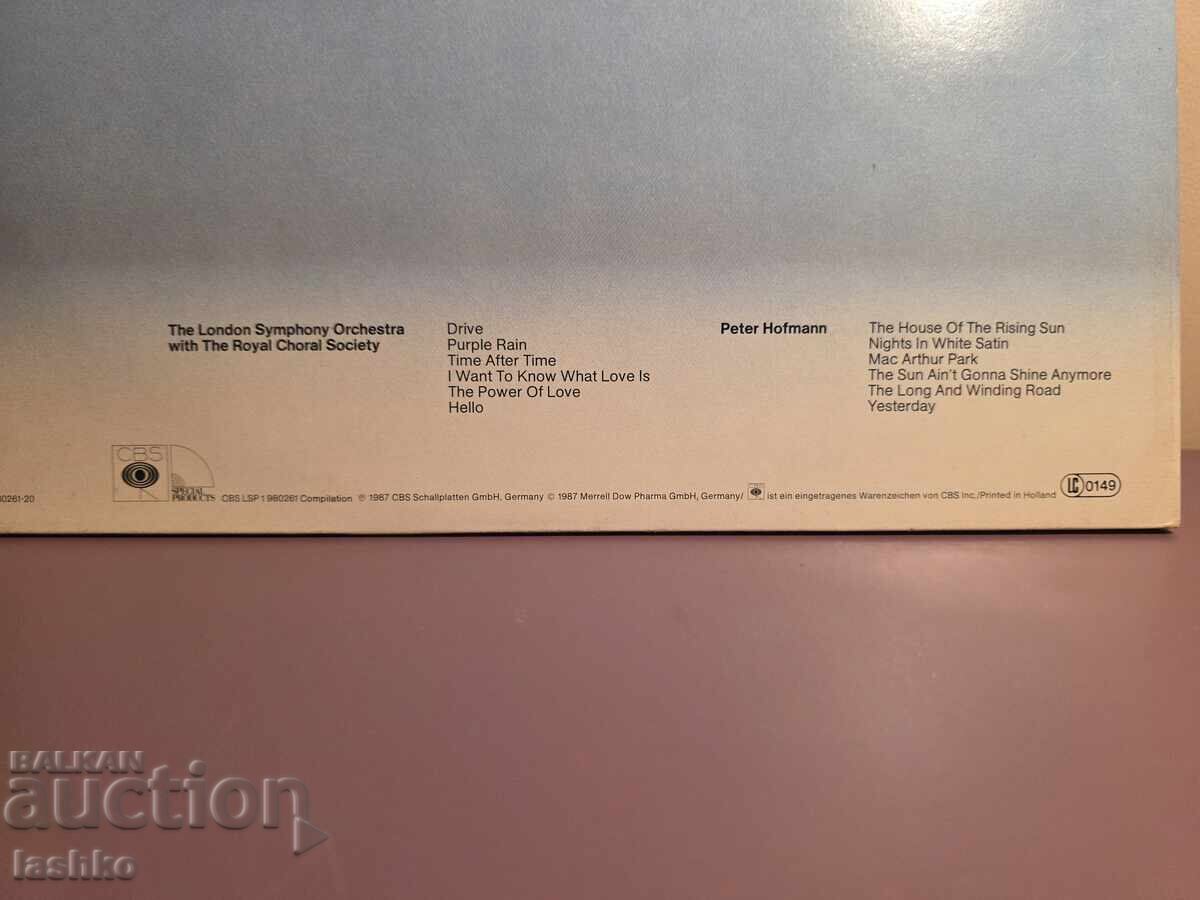 The London Symphony Orchestra
with The Royal Choral Society
Drive
Purple Rain
Time After Time
I Want To Know What Love Is
The Power Of Love
Hello
Peter Hofmann
The House Of The Rising Sun
Nights In White Satin
Mac Arthur Park
The Sun Ain't Gonna Shine Anymore
The Long And Winding Road
Yesterday
CBS
SPECIAL
PRODUCTS
0261-20
CBS LSP 1 980261 Compilation ℗ 1987 CBS Schallplatten GmbH, Germany © 1987 Merrell Dow Pharma GmbH, Germany/ ist ein eingetragenes Warenzeichen von CBS Inc./Printed in Holland
LC 0149
BALKAN
auction
lashko